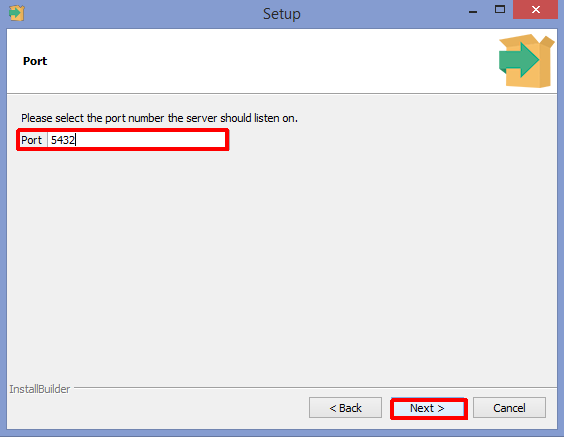 Setup
Port
Please select the port number the server should listen on.
Port 5432
InstallBuilder
< Back Next > Cancel